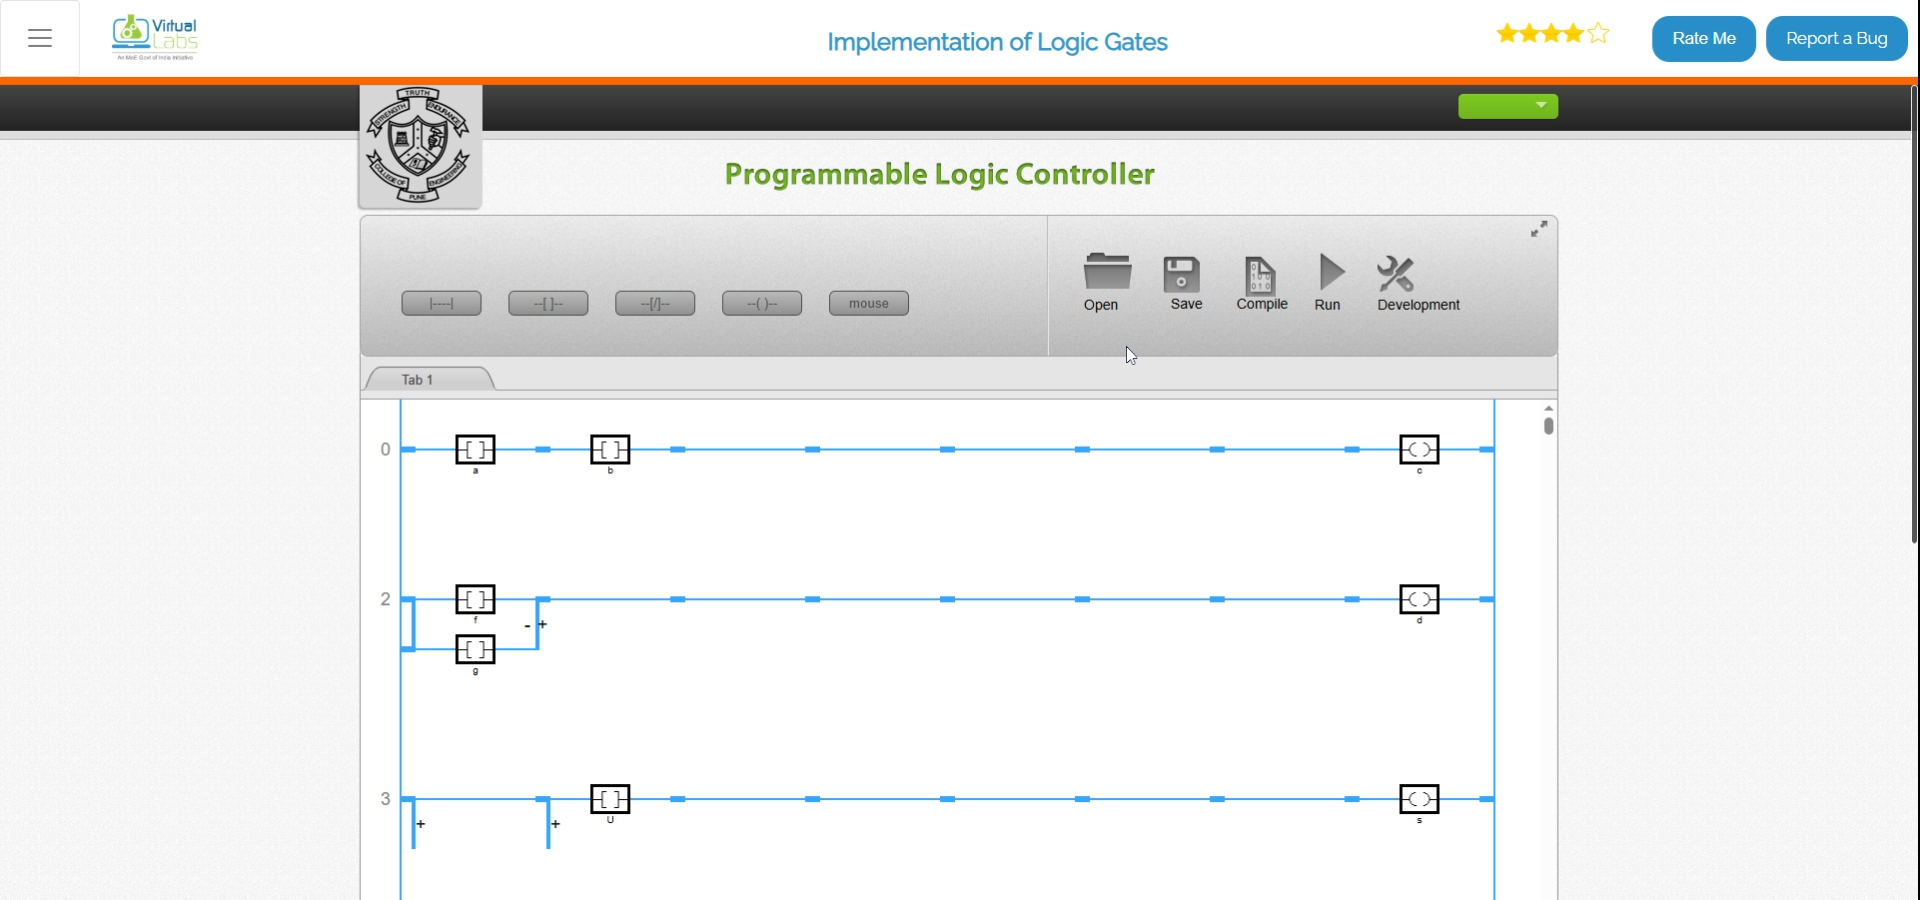 Virtual
Labs
An MoE Govt of India Initiative
Implementation of Logic Gates
Rate Me
Report a Bug
TRUTH
STRENGTH
ENDURANCE
COLLEGE OF
ENGINEERING
PUNE
Programmable Logic Controller
|----|
--[ ]--
--[/]--
--( )--
mouse
Open
Save
Compile
Run
Development
Tab 1
0
[ ]
a
[ ]
b
( )
c
2
[ ]
f
- +
( )
d
[ ]
g
3
+
+
[ ]
U
( )
s